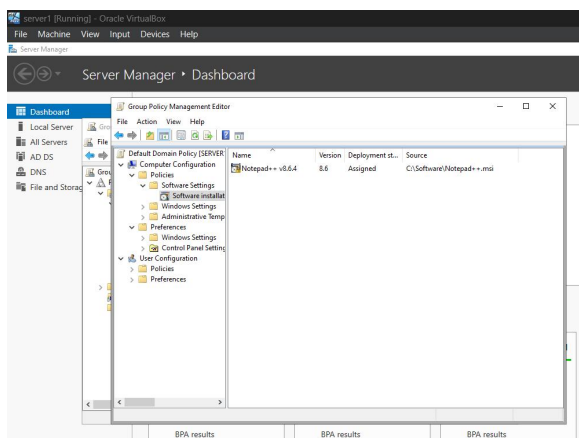 server1 [Running] - Oracle VirtualBox
File Machine View Input Devices Help
Server Manager
Server Manager • Dashboard
Dashboard
Local Server
All Servers
AD DS
DNS
File and Storag
Gro
File
Grou
F
Group Policy Management Editor
File Action View Help
Default Domain Policy [SERVER
Computer Configuration
Policies
Software Settings
Software installat
Windows Settings
Administrative Temp
Preferences
Windows Settings
Control Panel Setting
User Configuration
Policies
Preferences
Name Version Deployment st... Source
Notepad++ v8.6.4 8.6 Assigned C:\Software\Notepad++.msi
BPA results BPA results BPA results